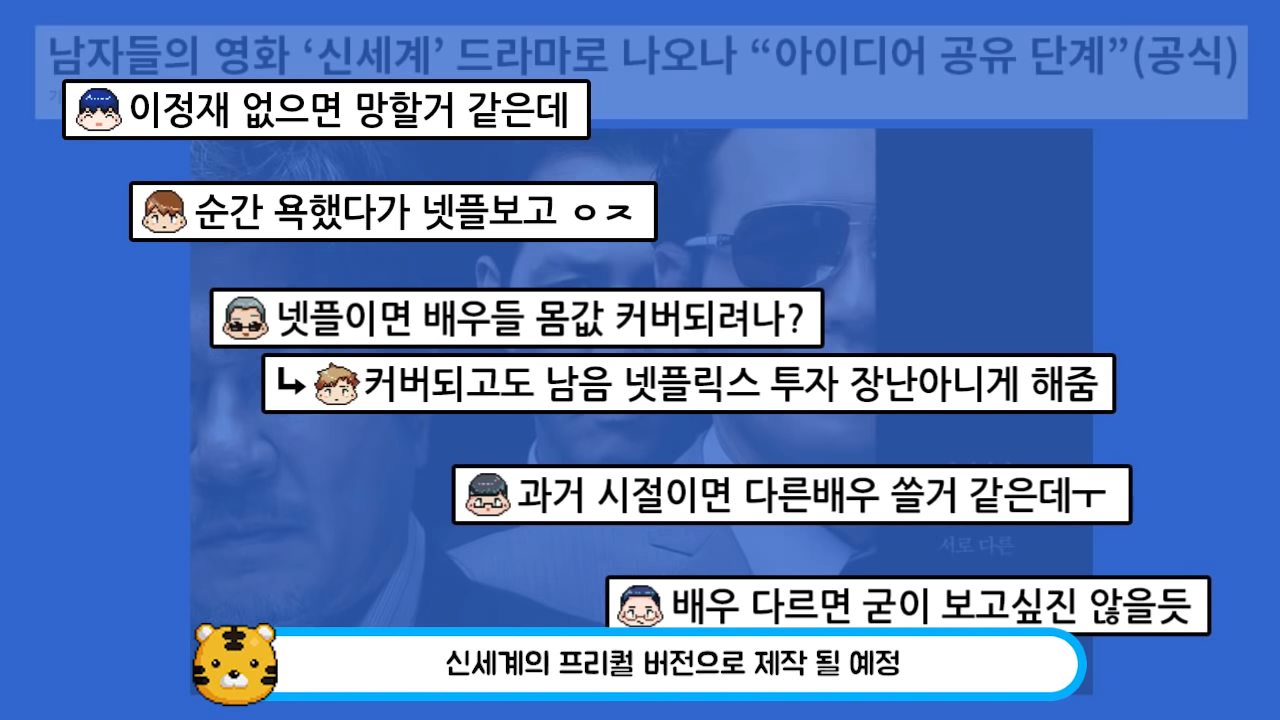 남자들의 영화 ‘신세계’ 드라마로 나오나 “아이디어 공유 단계”(공식)
이정재 없으면 망할거 같은데
순간 욕했다가 넷플보고 ㅇㅈ
넷플이면 배우들 몸값 커버되려나?
↳ 커버되고도 남음 넷플릭스 투자 장난아니게 해줌
과거 시절이면 다른배우 쓸거 같은데ㅜ
서로 다른
배우 다르면 굳이 보고싶진 않을듯
신세계의 프리퀄 버전으로 제작 될 예정